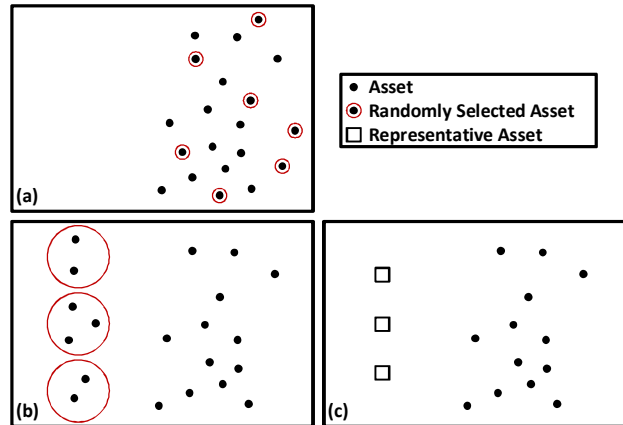 Asset
Randomly Selected Asset
Representative Asset
(a)
(b)
(c)